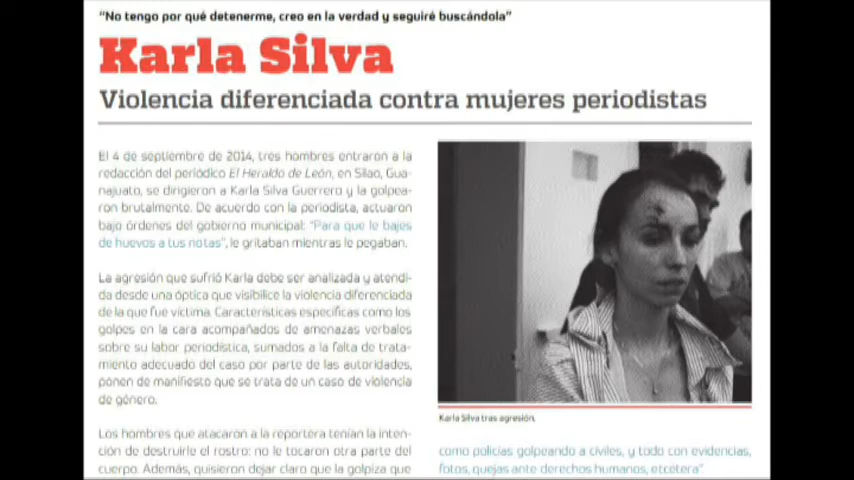 “No tengo por qué detenerme, creo en la verdad y seguiré buscándola”
Karla Silva
Violencia diferenciada contra mujeres periodistas
El 4 de septiembre de 2014, tres hombres entraron a la
redacción del periódico El Heraldo de León, en Silao, Gua-
najuato, se dirigieron a Karla Silva Guerrero y la golpea-
ron brutalmente. De acuerdo con la periodista, actuaron
bajo órdenes del gobierno municipal: “Para que le bajes
de huevos a tus notas”, le gritaban mientras le pegaban.
La agresión que sufrió Karla debe ser analizada y atendi-
da desde una óptica que visibilice la violencia diferenciada
de la que fue víctima. Características específicas como los
golpes en la cara acompañados de amenazas verbales
sobre su labor periodística, sumados a la falta de trata-
miento adecuado del caso por parte de las autoridades,
ponen de manifiesto que se trata de un caso de violencia
de género.
Los hombres que atacaron a la reportera tenían la inten-
ción de destruirle el rostro: no le tocaron otra parte del
cuerpo. Además, quisieron dejar claro que la golpiza que
Karla Silva tras agresión.
como policías golpeando a civiles, y todo con evidencias,
fotos, quejas ante derechos humanos, etcétera”.